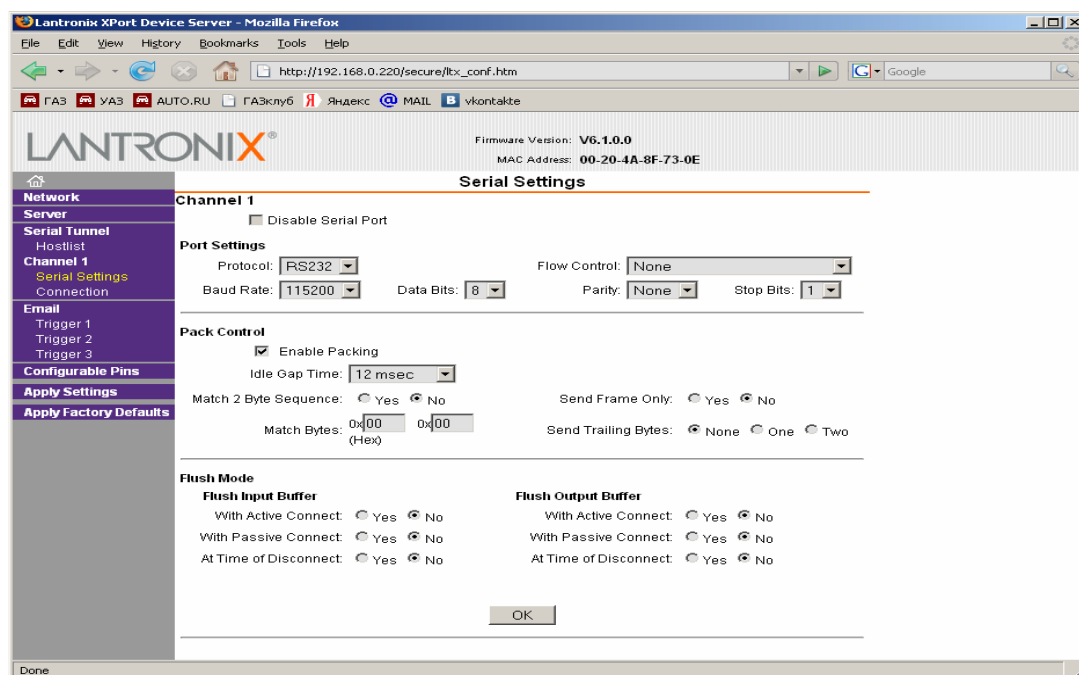 Lantronix XPort Device Server - Mozilla Firefox
File Edit View History Bookmarks Tools Help
http://192.168.0.220/secure/ltx_conf.htm
G Google
ГАЗ УАЗ AUTO.RU ГАЗклуб Я Яндекс @ MAIL B vkontakte
LANTRONIX®
Firmware Version: V6.1.0.0
MAC Address: 00-20-4A-8F-73-0E
Network
Server
Serial Tunnel
Hostlist
Channel 1
Serial Settings
Connection
Email
Trigger 1
Trigger 2
Trigger 3
Configurable Pins
Apply Settings
Apply Factory Defaults
Serial Settings
Channel 1
Disable Serial Port
Port Settings
Protocol: RS232 Flow Control: None
Baud Rate: 115200 Data Bits: 8 Parity: None Stop Bits: 1
Pack Control
Enable Packing
Idle Gap Time: 12 msec
Match 2 Byte Sequence: Yes No Send Frame Only: Yes No
Match Bytes: 0x00 0x00 Send Trailing Bytes: None One Two
(Hex)
Flush Mode
Flush Input Buffer Flush Output Buffer
With Active Connect: Yes No With Active Connect: Yes No
With Passive Connect: Yes No With Passive Connect: Yes No
At Time of Disconnect: Yes No At Time of Disconnect: Yes No
OK
Done